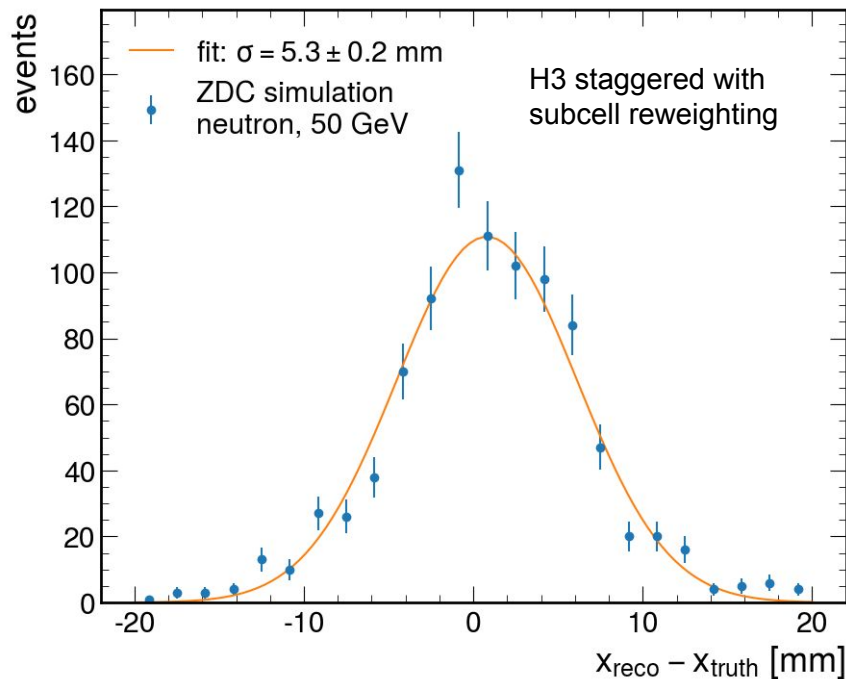 fit: σ = 5.3 ± 0.2 mm
ZDC simulation
neutron, 50 GeV
H3 staggered with
subcell reweighting
events
160
140
120
100
80
60
40
20
0
-20 -10 0 10 20
x_reco − x_truth [mm]